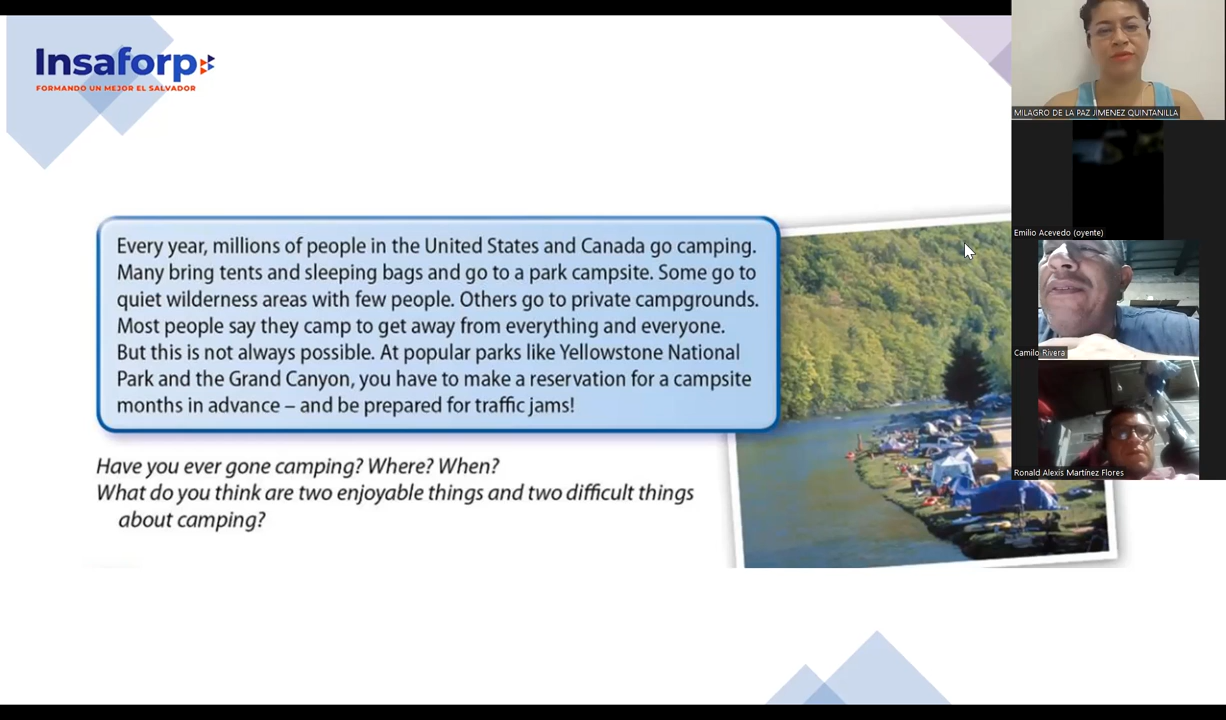 Insaforp
FORMANDO UN MEJOR EL SALVADOR
Every year, millions of people in the United States and Canada go camping.
Many bring tents and sleeping bags and go to a park campsite. Some go to
quiet wilderness areas with few people. Others go to private campgrounds.
Most people say they camp to get away from everything and everyone.
But this is not always possible. At popular parks like Yellowstone National
Park and the Grand Canyon, you have to make a reservation for a campsite
months in advance – and be prepared for traffic jams!
Have you ever gone camping? Where? When?
What do you think are two enjoyable things and two difficult things
about camping?
MILAGRO DE LA PAZ JIMENEZ QUINTANILLA
Emilio Acevedo (oyente)
Camilo Rivera
Ronald Alexis Martínez Flores